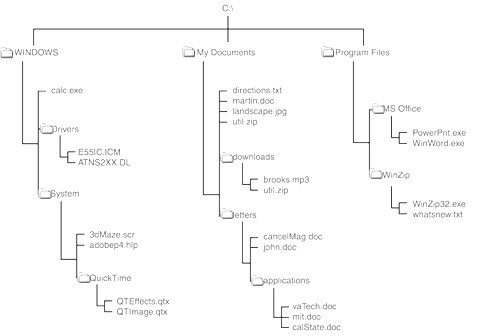 C:\
WINDOWS
calc.exe
Drivers
E55IC.ICM
ATNS2XX.DL
System
3dMaze.scr
adobep4.hlp
QuickTime
QTEffects.qtx
QTImage.qtx
My Documents
directions.txt
martin.doc
landscape.jpg
util.zip
downloads
brooks.mp3
util.zip
letters
cancelMag.doc
john.doc
applications
vaTech.doc
mit.doc
calState.doc
Program Files
MS Office
PowerPnt.exe
WinWord.exe
WinZip
WinZip32.exe
whatsnew.txt